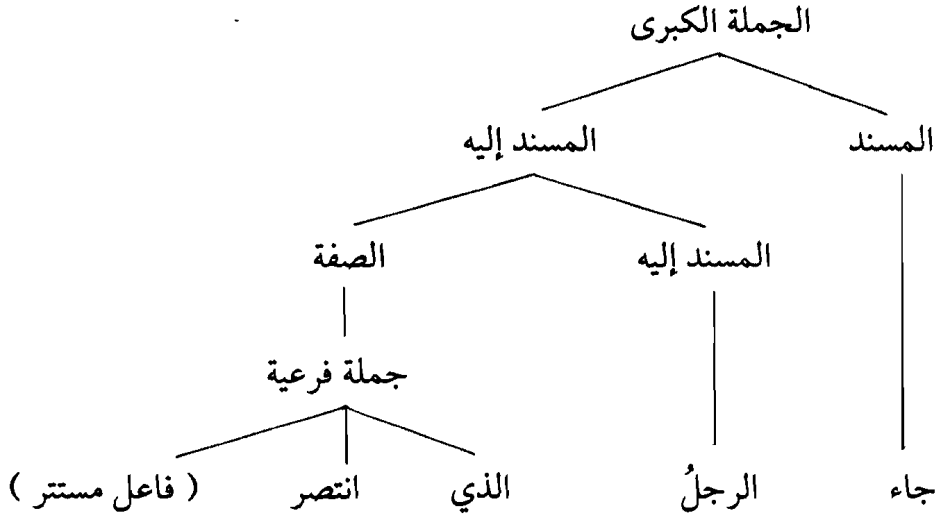 الجملة الكبرى
المسند المسند إليه
المسند إليه الصفة
جملة فرعية
جاء الرجلُ الذي انتصر ( فاعل مستتر )